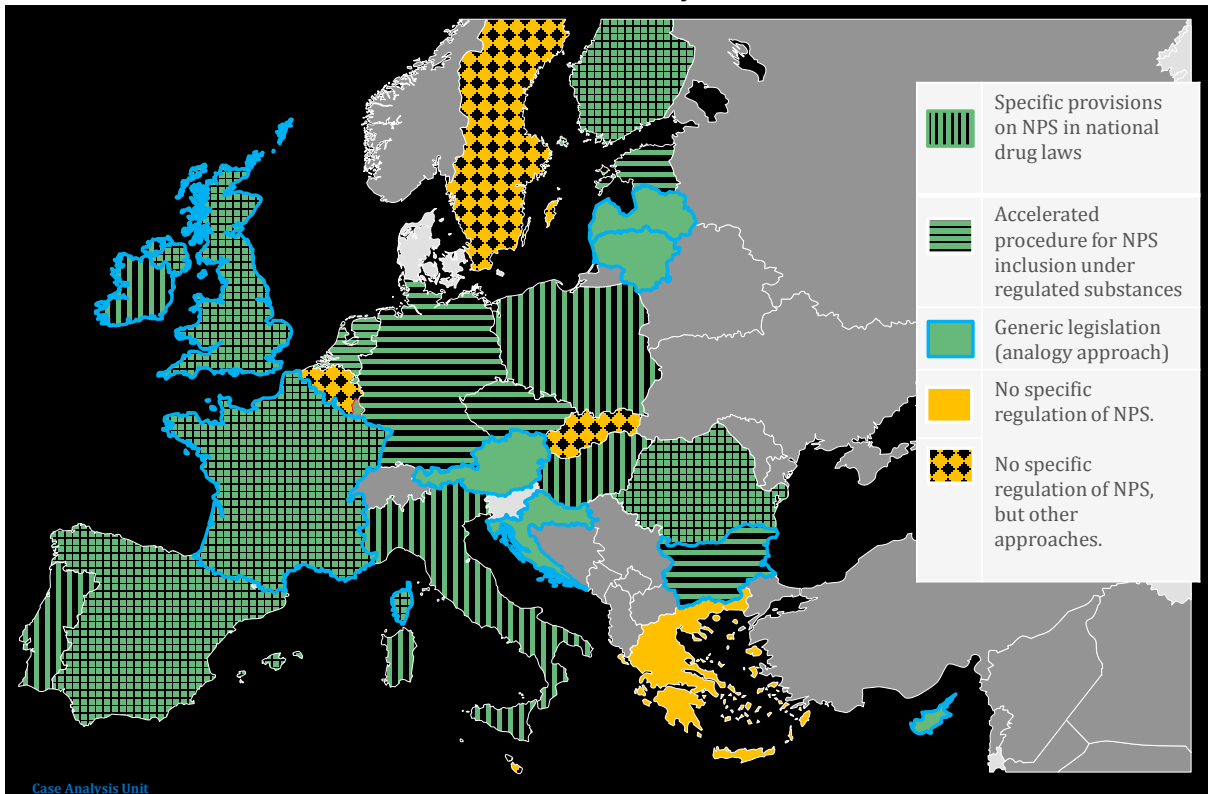 Specific provisions
on NPS in national
drug laws
Accelerated
procedure for NPS
inclusion under
regulated substances
Generic legislation
(analogy approach)
No specific
regulation of NPS.
No specific
regulation of NPS,
but other
approaches.
Case Analysis Unit